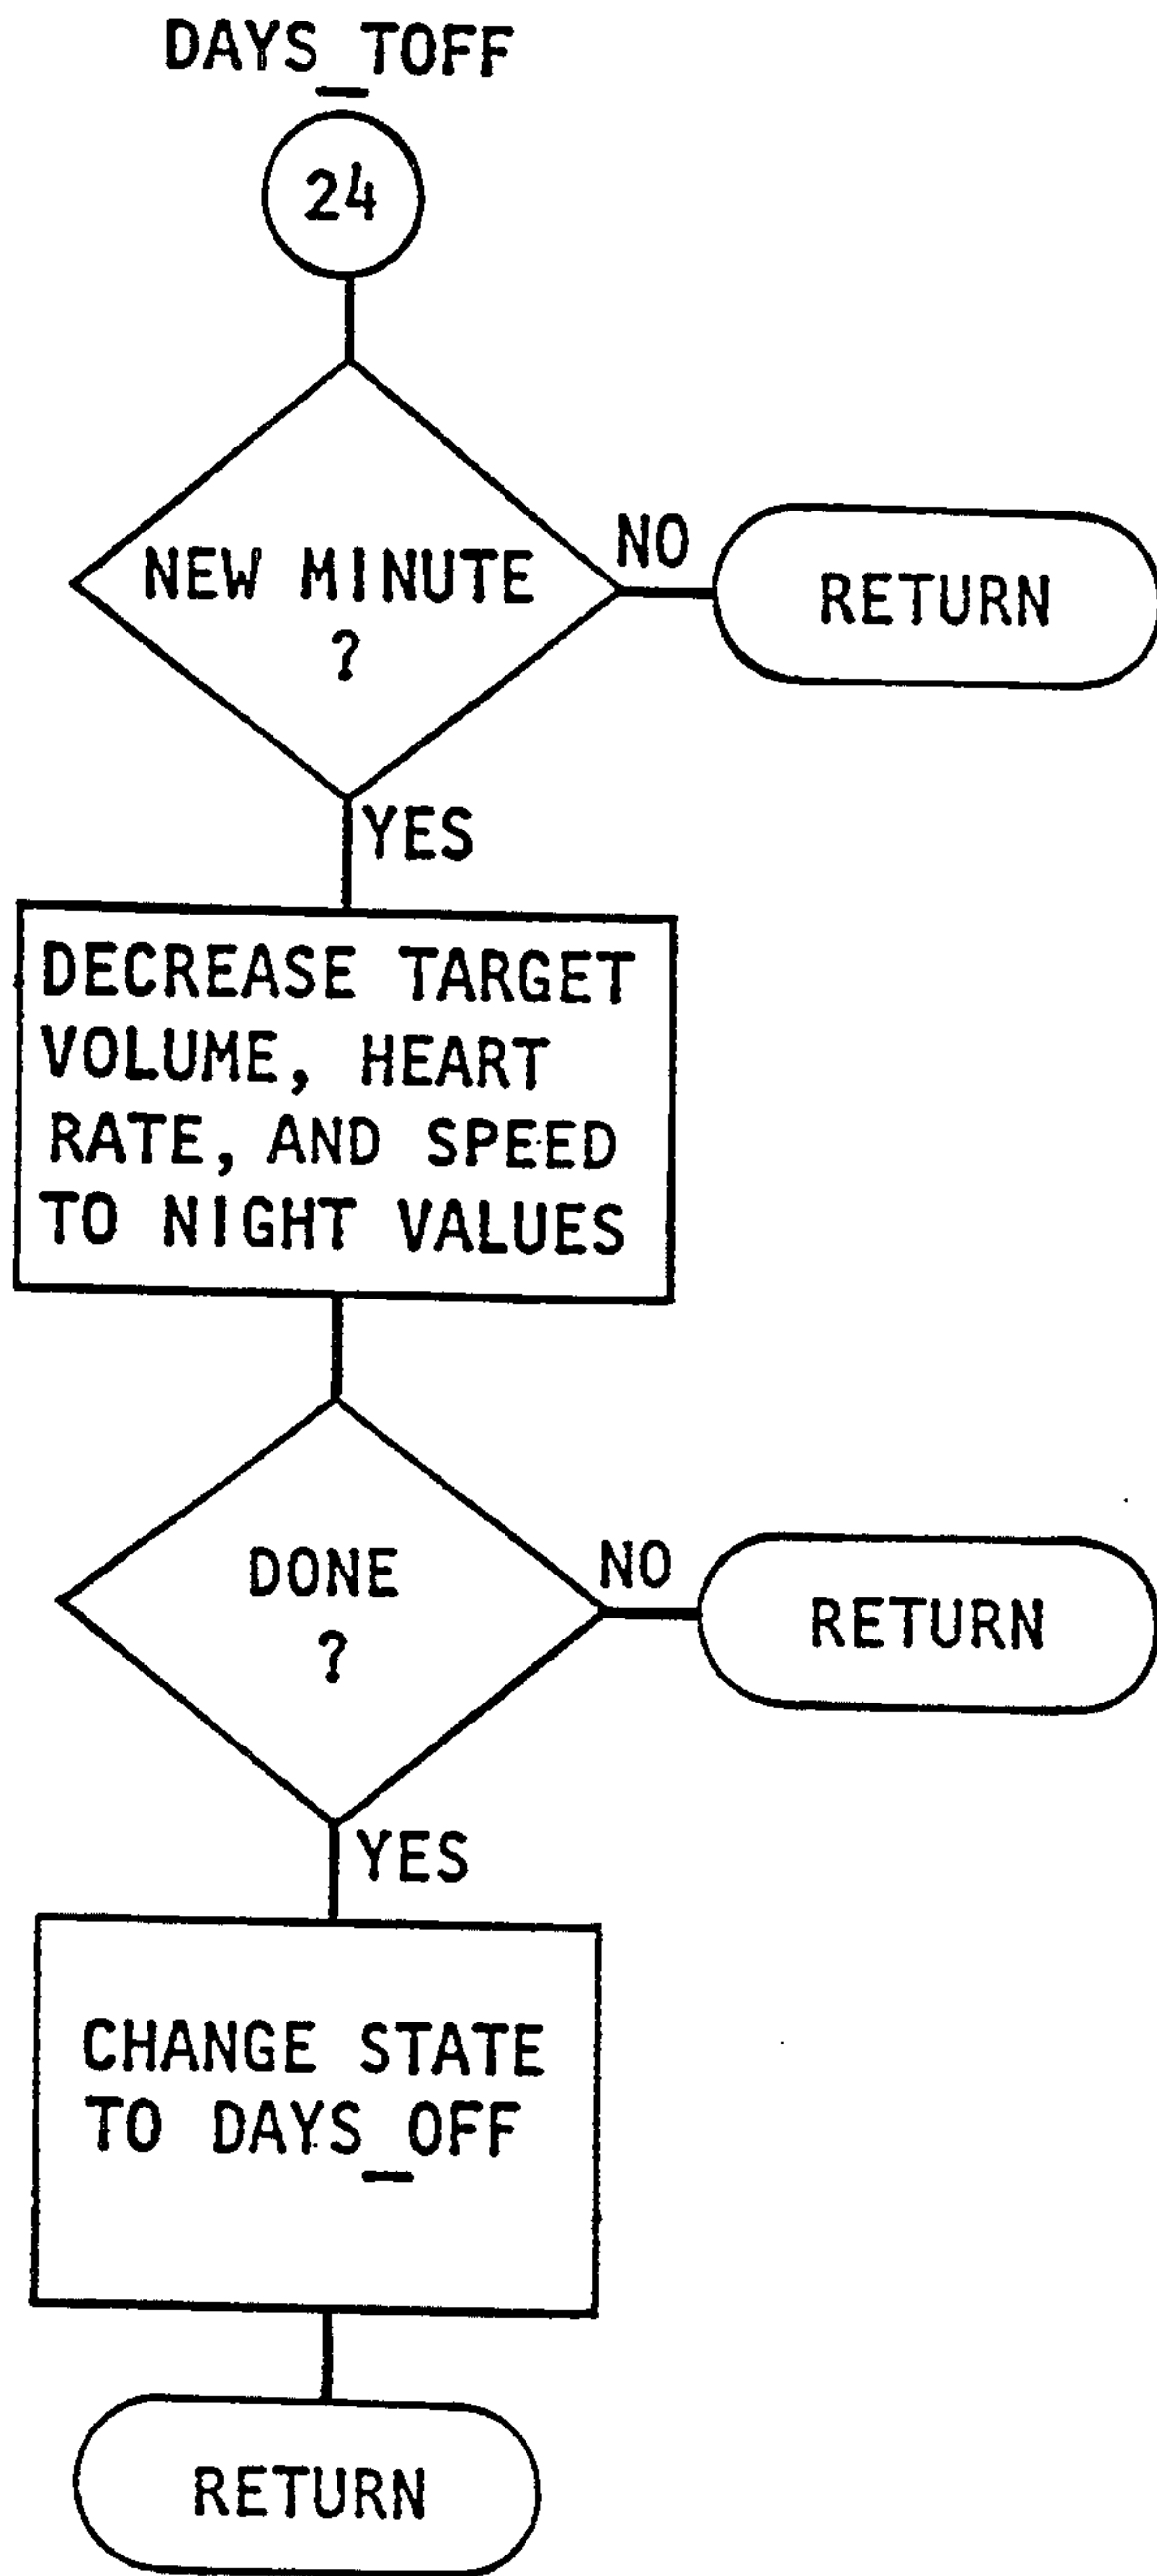 DAYS_TOFF
24
NEW MINUTE
?
NO
RETURN
YES
DECREASE TARGET
VOLUME, HEART
RATE, AND SPEED
TO NIGHT VALUES
DONE
?
NO
RETURN
YES
CHANGE STATE
TO DAYS_OFF
RETURN